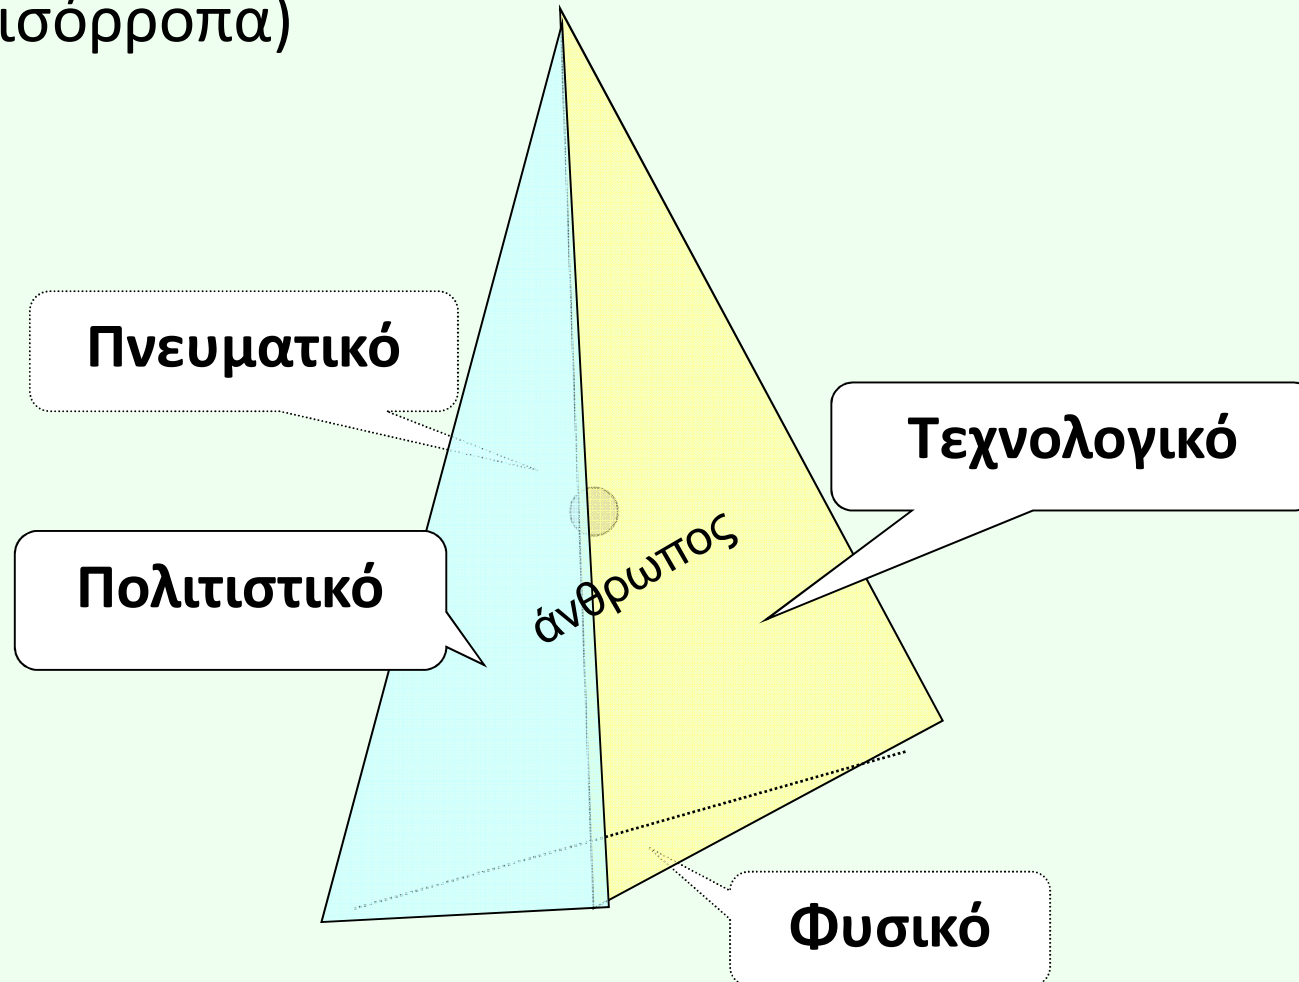 ισόρροπα)
Πνευματικό
Τεχνολογικό
άνθρωπος
Πολιτιστικό
Φυσικό